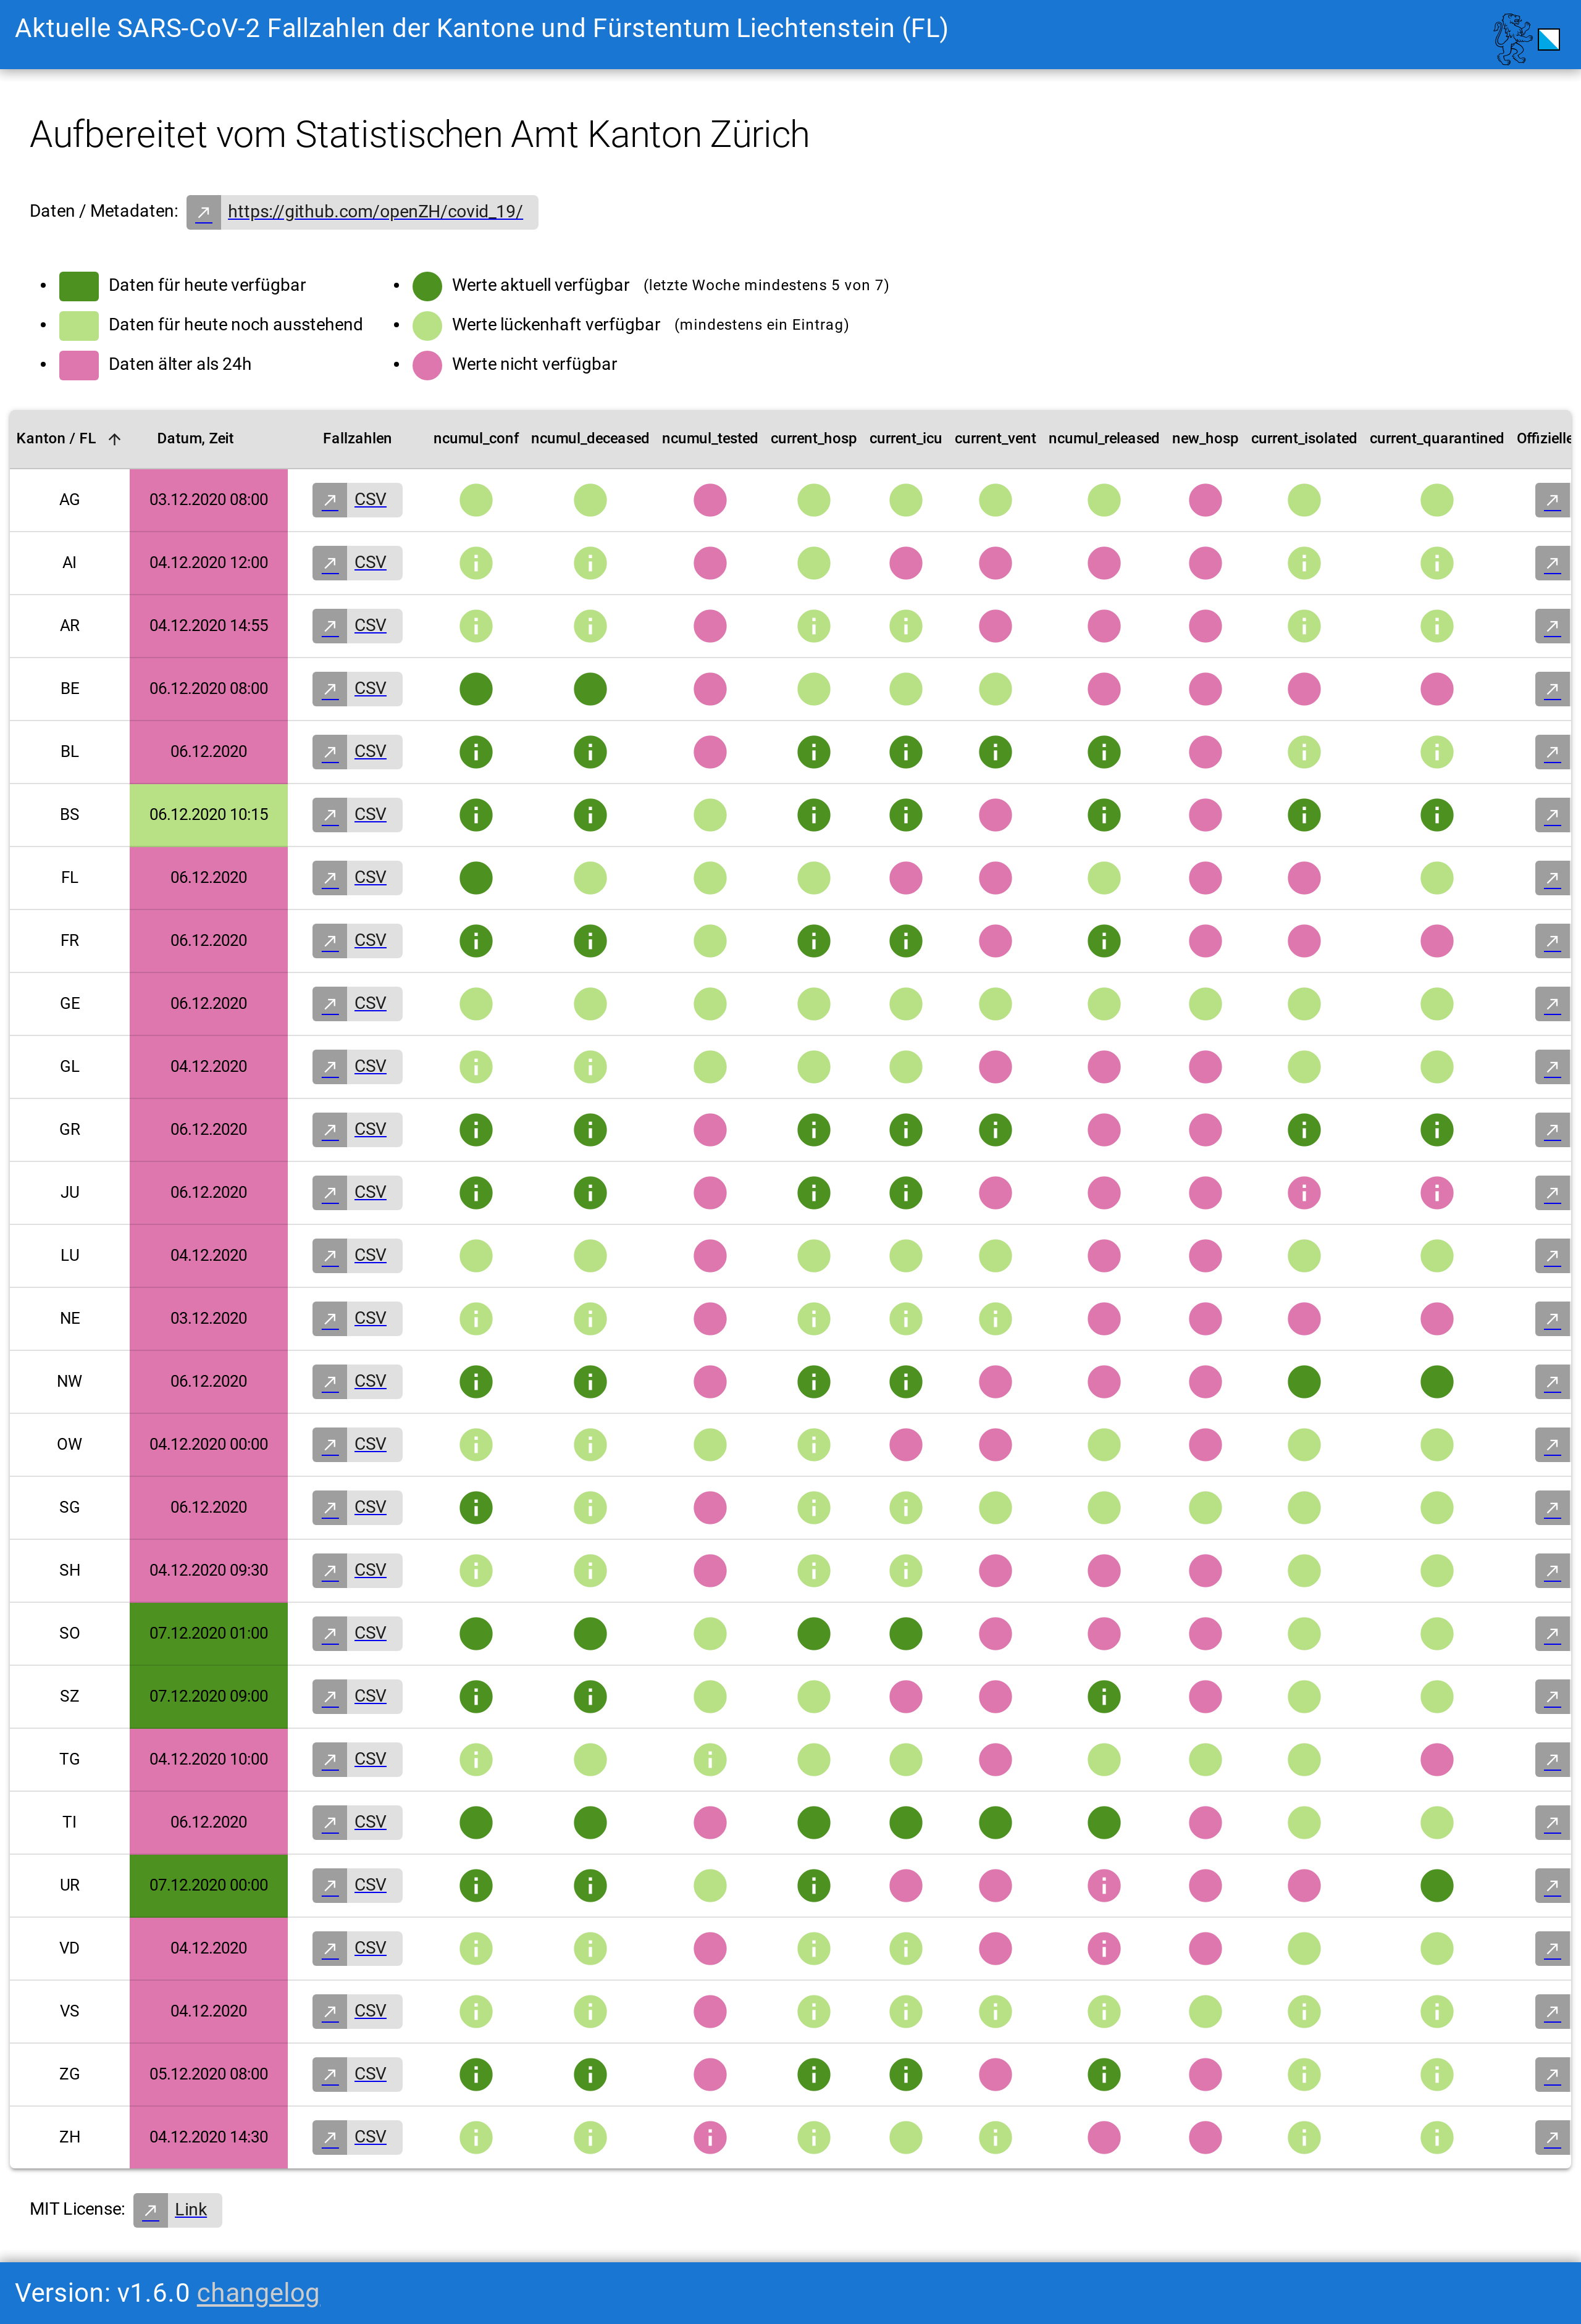 Aktuelle SARS-CoV-2 Fallzahlen der Kantone und Fürstentum Liechtenstein (FL)
Aufbereitet vom Statistischen Amt Kanton Zürich
Daten / Metadaten: https://github.com/openZH/covid_19/
Daten für heute verfügbar
Daten für heute noch ausstehend
Daten älter als 24h
Werte aktuell verfügbar (letzte Woche mindestens 5 von 7)
Werte lückenhaft verfügbar (mindestens ein Eintrag)
Werte nicht verfügbar
Kanton / FL Datum, Zeit Fallzahlen ncumul_conf ncumul_deceased ncumul_tested current_hosp current_icu current_vent ncumul_released new_hosp current_isolated current_quarantined Offizielle
AG 03.12.2020 08:00 CSV
AI 04.12.2020 12:00 CSV
AR 04.12.2020 14:55 CSV
BE 06.12.2020 08:00 CSV
BL 06.12.2020 CSV
BS 06.12.2020 10:15 CSV
FL 06.12.2020 CSV
FR 06.12.2020 CSV
GE 06.12.2020 CSV
GL 04.12.2020 CSV
GR 06.12.2020 CSV
JU 06.12.2020 CSV
LU 04.12.2020 CSV
NE 03.12.2020 CSV
NW 06.12.2020 CSV
OW 04.12.2020 00:00 CSV
SG 06.12.2020 CSV
SH 04.12.2020 09:30 CSV
SO 07.12.2020 01:00 CSV
SZ 07.12.2020 09:00 CSV
TG 04.12.2020 10:00 CSV
TI 06.12.2020 CSV
UR 07.12.2020 00:00 CSV
VD 04.12.2020 CSV
VS 04.12.2020 CSV
ZG 05.12.2020 08:00 CSV
ZH 04.12.2020 14:30 CSV
MIT License: Link
Version: v1.6.0 changelog